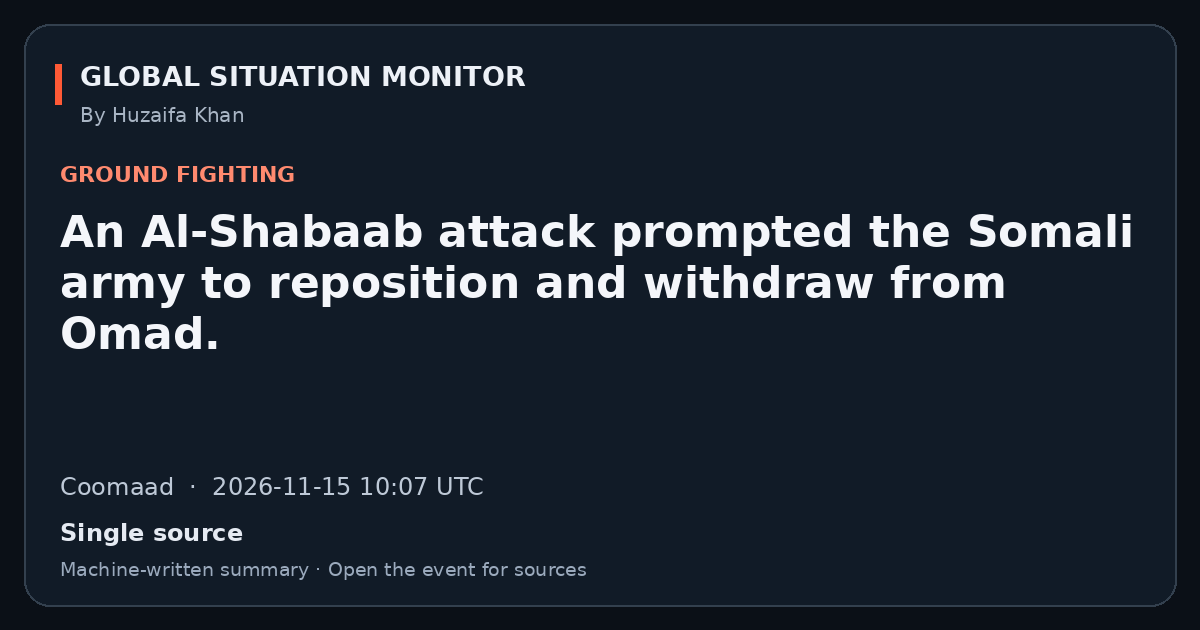 GLOBAL SITUATION MONITOR
By Huzaifa Khan
GROUND FIGHTING
An Al-Shabaab attack prompted the Somali
army to reposition and withdraw from
Omad.
Coomaad · 2026-11-15 10:07 UTC
Single source
Machine-written summary · Open the event for sources